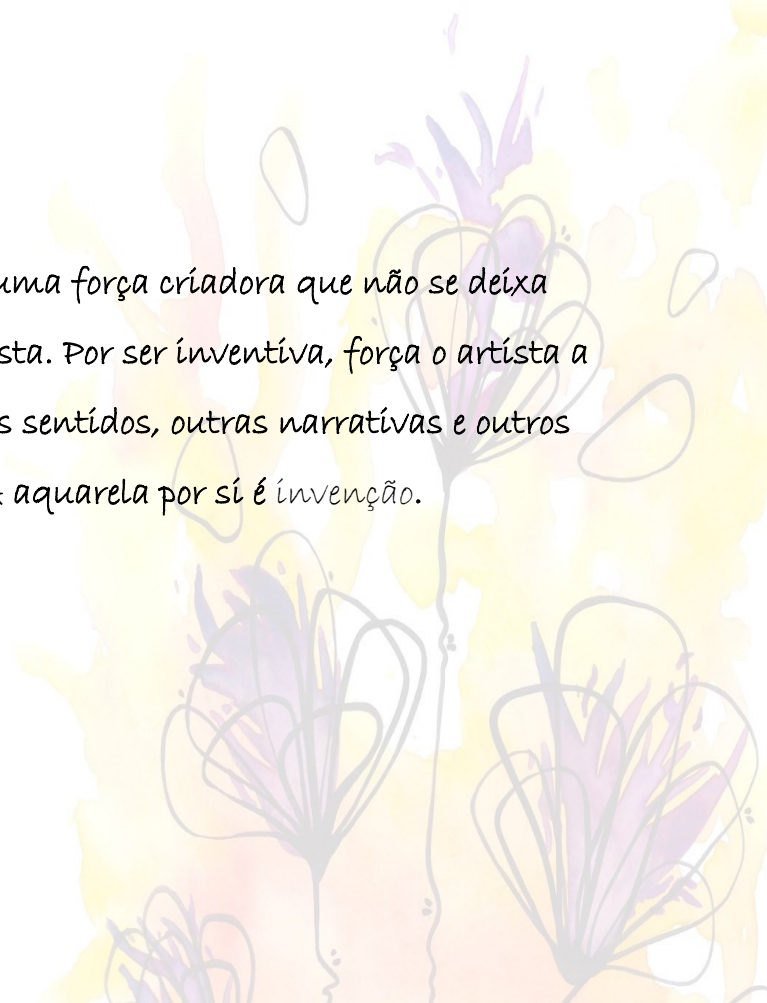 uma força criadora que não se deixa
sta. Por ser inventiva, força o artista a
s sentidos, outras narrativas e outros
aquarela por si é invenção.